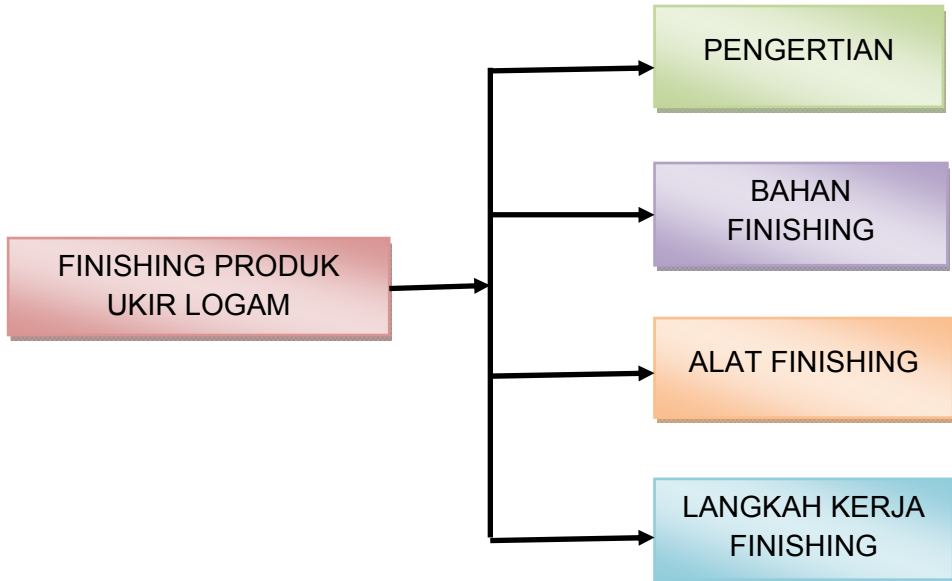 PENGERTIAN
BAHAN
FINISHING
FINISHING PRODUK
UKIR LOGAM
ALAT FINISHING
LANGKAH KERJA
FINISHING